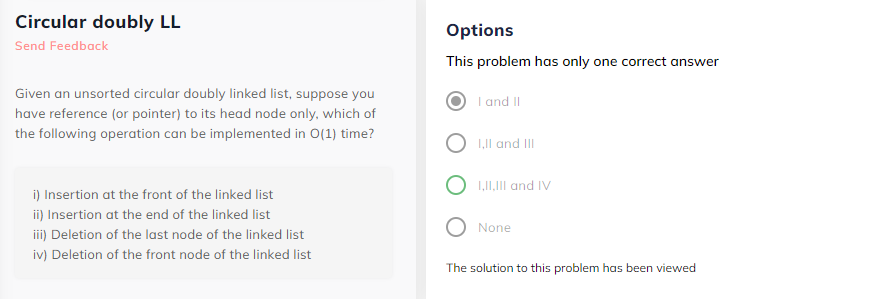 Circular doubly LL
Send Feedback
Given an unsorted circular doubly linked list, suppose you
have reference (or pointer) to its head node only, which of
the following operation can be implemented in O(1) time?
i) Insertion at the front of the linked list
ii) Insertion at the end of the linked list
iii) Deletion of the last node of the linked list
iv) Deletion of the front node of the linked list
Options
This problem has only one correct answer
I and II
I,II and III
I,II,III and IV
None
The solution to this problem has been viewed